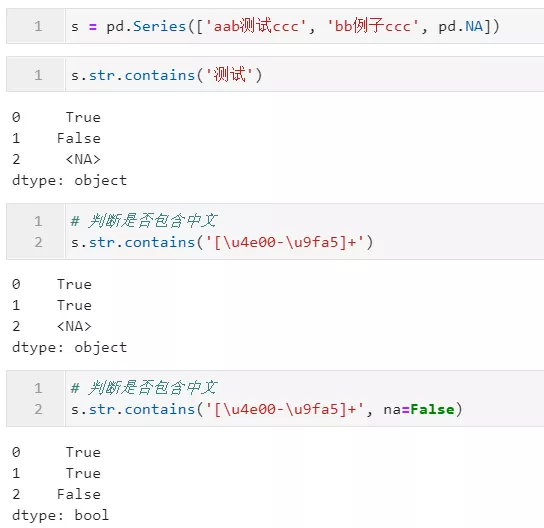 1 s = pd.Series(['aab测试ccc', 'bb例子ccc', pd.NA])
1 s.str.contains('测试')
0 True
1 False
2 <NA>
dtype: object
1 # 判断是否包含中文
2 s.str.contains('[\u4e00-\u9fa5]+')
0 True
1 True
2 <NA>
dtype: object
1 # 判断是否包含中文
2 s.str.contains('[\u4e00-\u9fa5]+', na=False)
0 True
1 True
2 False
dtype: bool